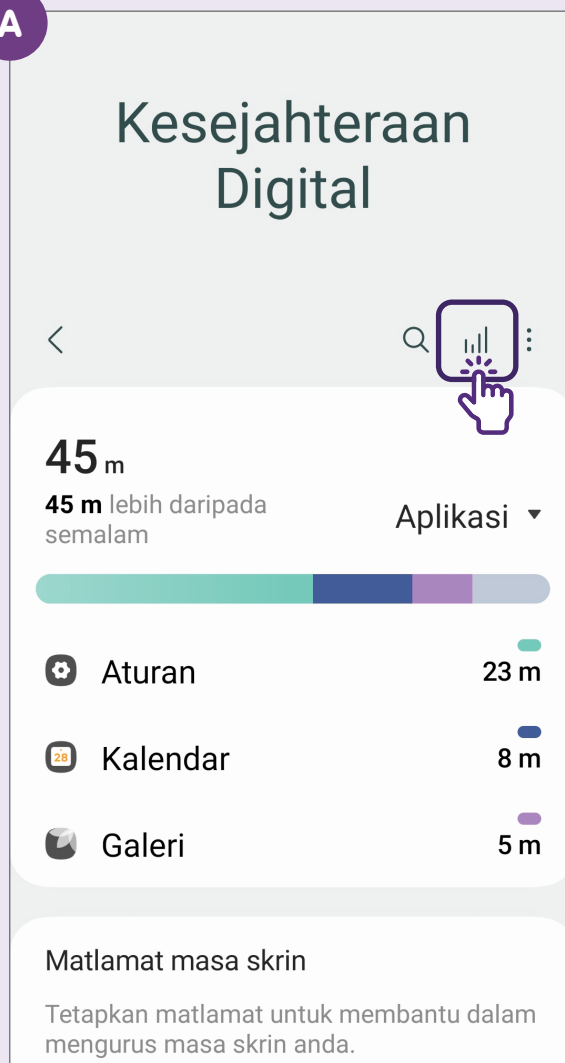 A
Kesejahteraan
Digital
45 m
45 m lebih daripada
semalam
Aplikasi
Aturan
23 m
28
Kalendar
8 m
Galeri
5 m
Matlamat masa skrin
Tetapkan matlamat untuk membantu dalam
mengurus masa skrin anda.